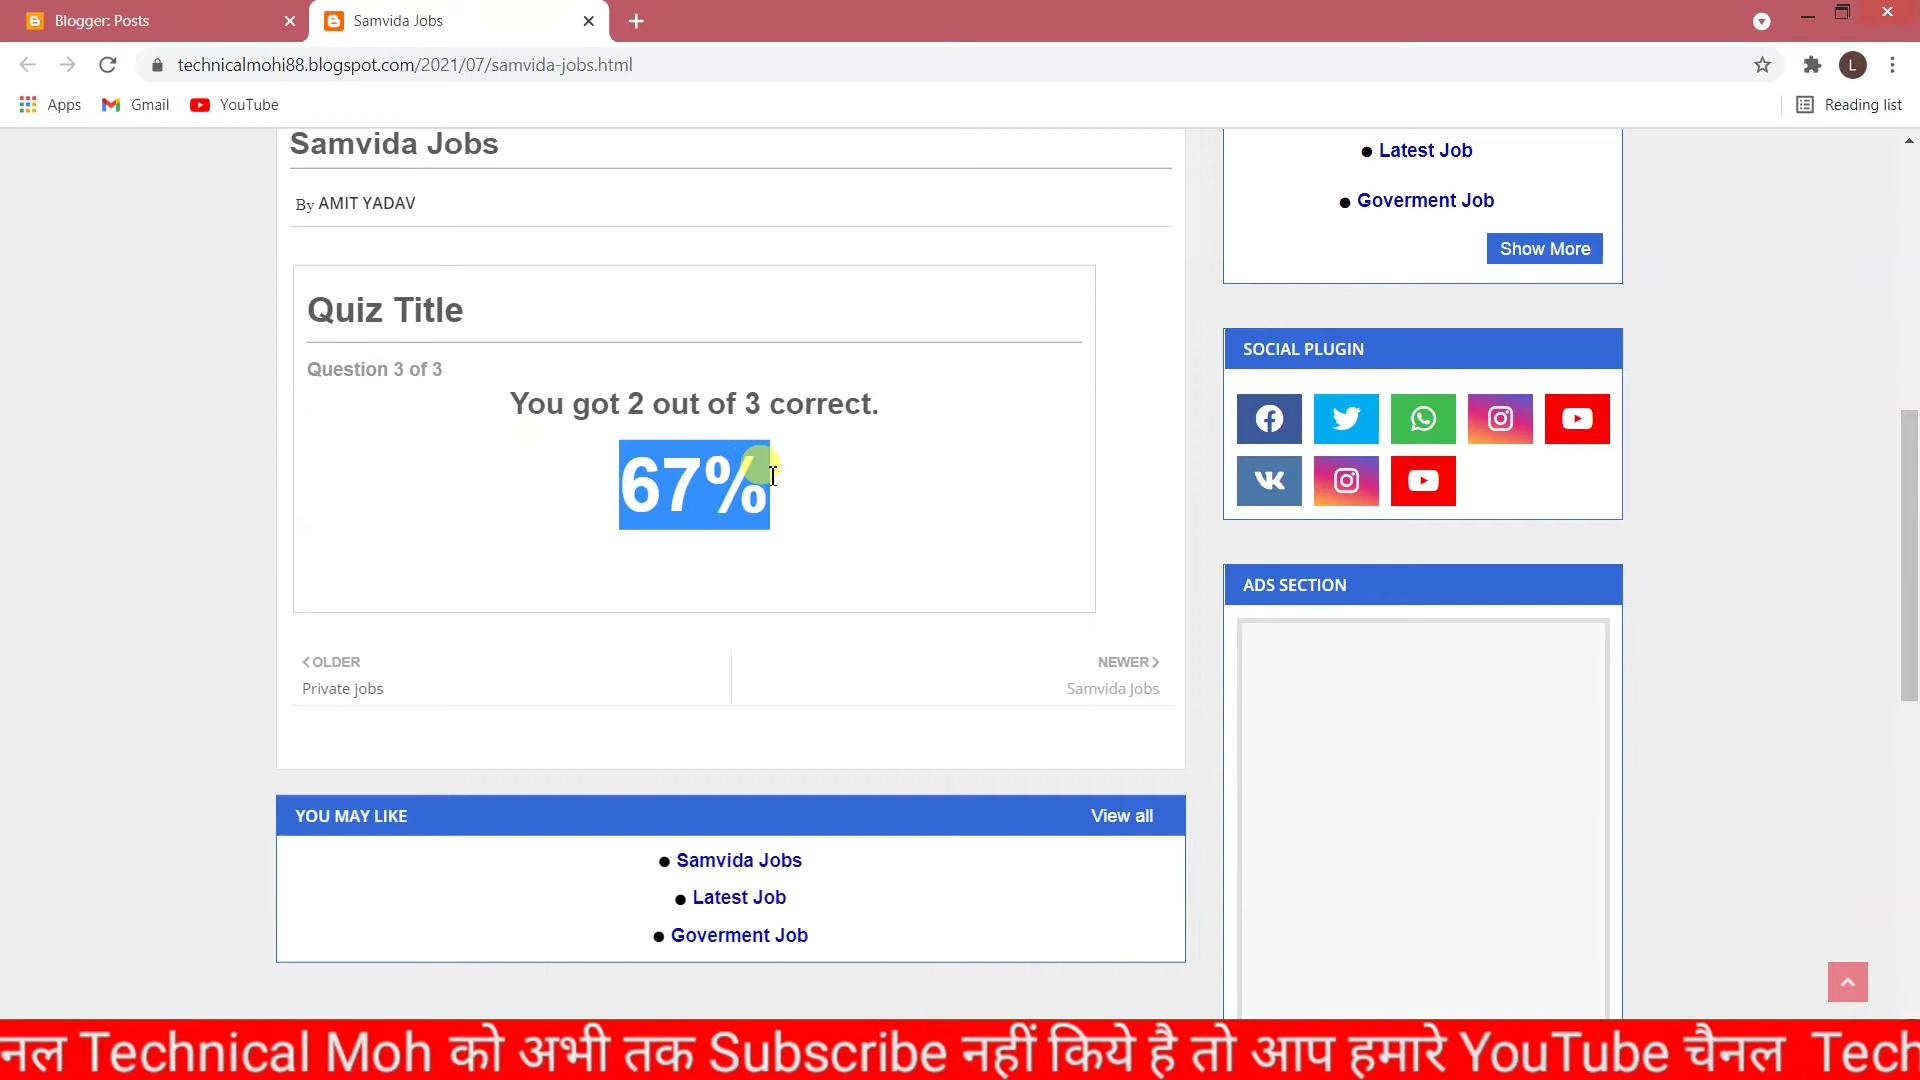 Blogger: Posts
Samvida Jobs
technicalmohi88.blogspot.com/2021/07/samvida-jobs.html
L
Apps
Gmail
YouTube
Reading list
Samvida Jobs
By AMIT YADAV
Quiz Title
Question 3 of 3
You got 2 out of 3 correct.
67%
OLDER
Private jobs
NEWER
Samvida Jobs
YOU MAY LIKE
View all
Samvida Jobs
Latest Job
Goverment Job
Latest Job
Goverment Job
Show More
SOCIAL PLUGIN
ADS SECTION
नल Technical Moh को अभी तक Subscribe नहीं किये है तो आप हमारे YouTube चैनल Tech